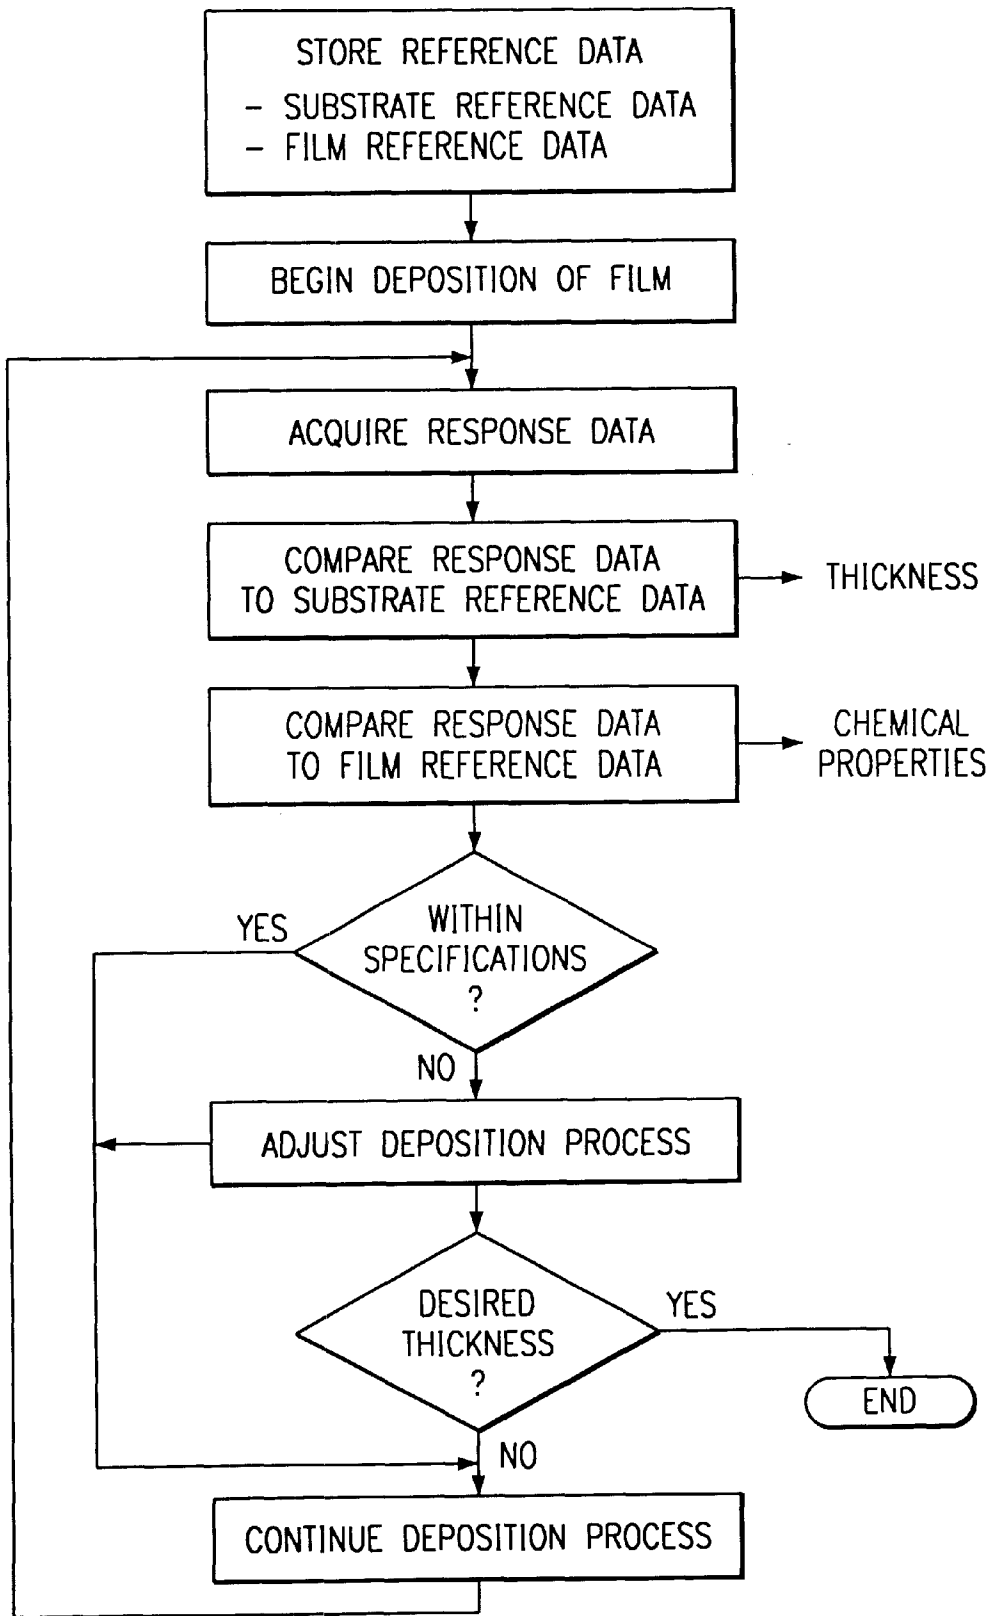 STORE REFERENCE DATA
- SUBSTRATE REFERENCE DATA
- FILM REFERENCE DATA
BEGIN DEPOSITION OF FILM
ACQUIRE RESPONSE DATA
COMPARE RESPONSE DATA
TO SUBSTRATE REFERENCE DATA
THICKNESS
COMPARE RESPONSE DATA
TO FILM REFERENCE DATA
CHEMICAL
PROPERTIES
YES
WITHIN
SPECIFICATIONS
?
NO
ADJUST DEPOSITION PROCESS
DESIRED
THICKNESS
?
YES
END
NO
CONTINUE DEPOSITION PROCESS